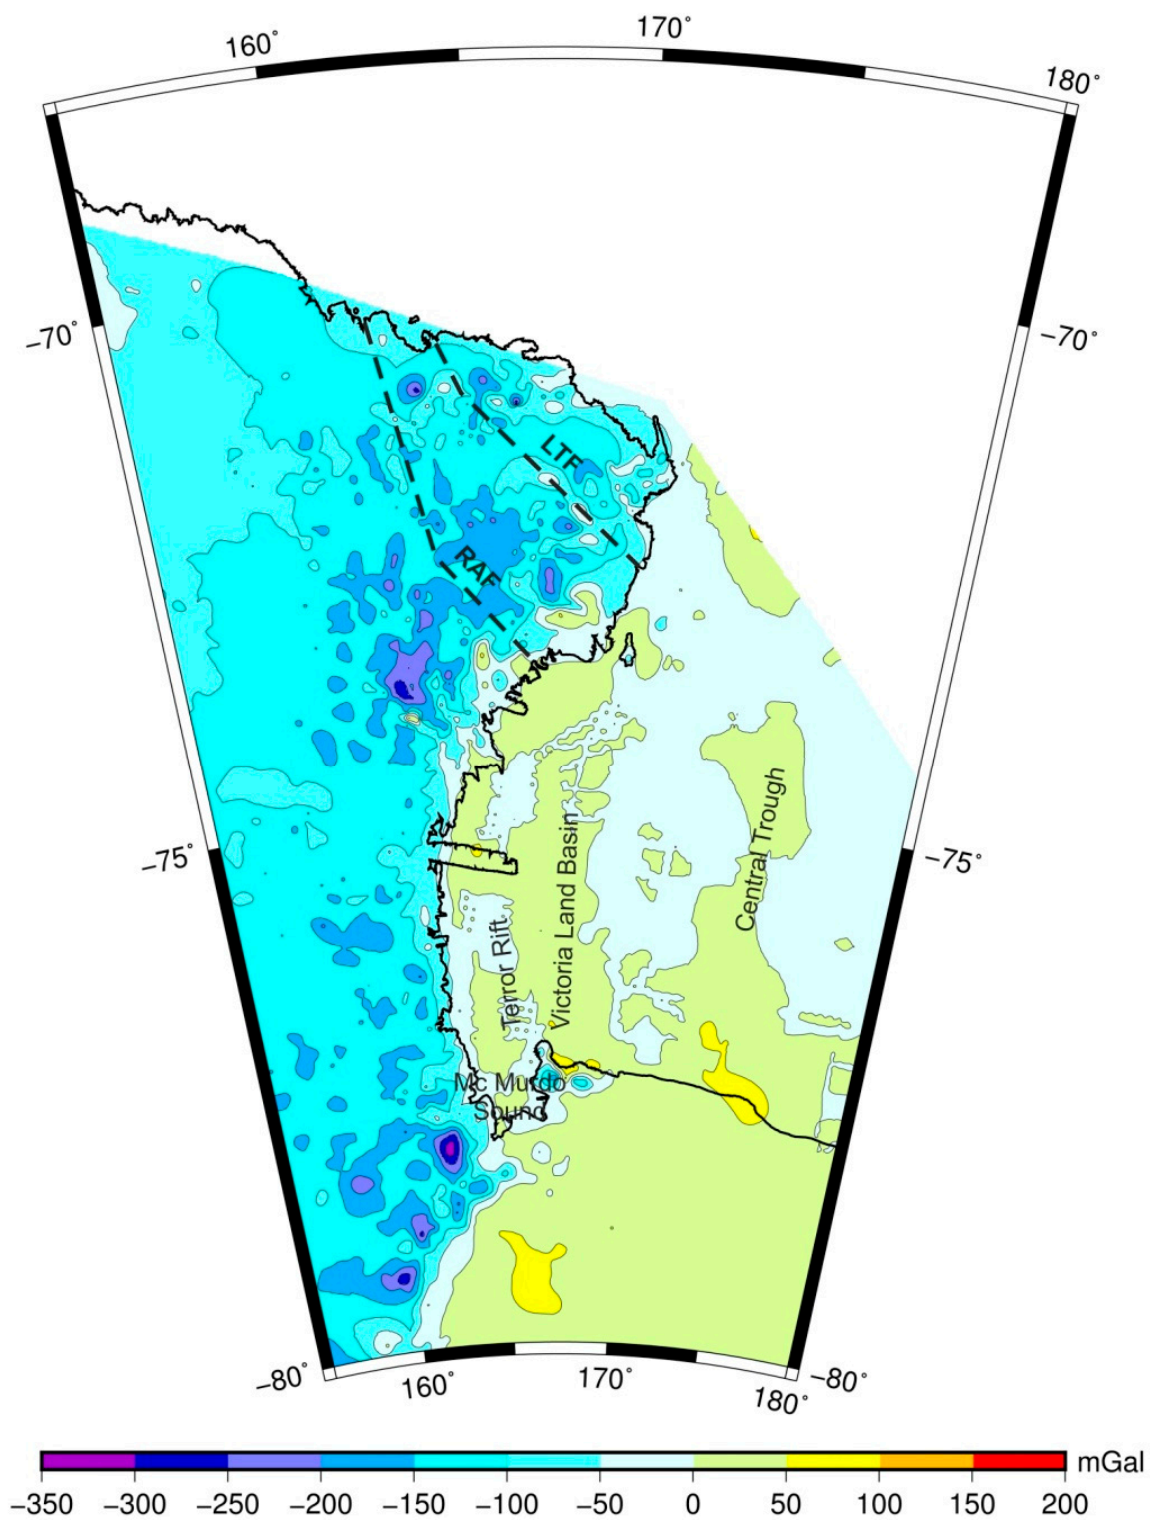 160°
170°
180°
−70°
−70°
LTF
RAF
−75°
−75°
Central Trough
Victoria Land Basin
Terror Rift
Mc Murdo
Sound
−80°
−80°
160°
170°
180°
mGal
−350 −300 −250 −200 −150 −100 −50 0 50 100 150 200